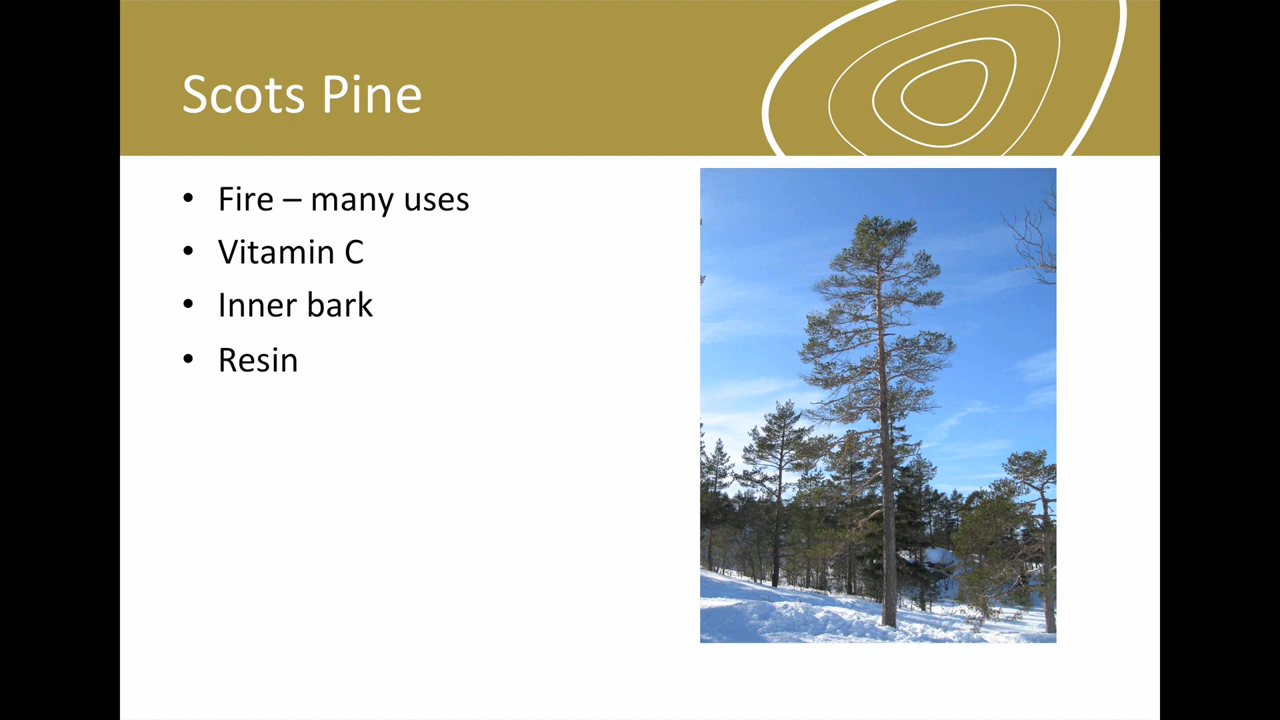 Scots Pine
• Fire – many uses
• Vitamin C
• Inner bark
• Resin